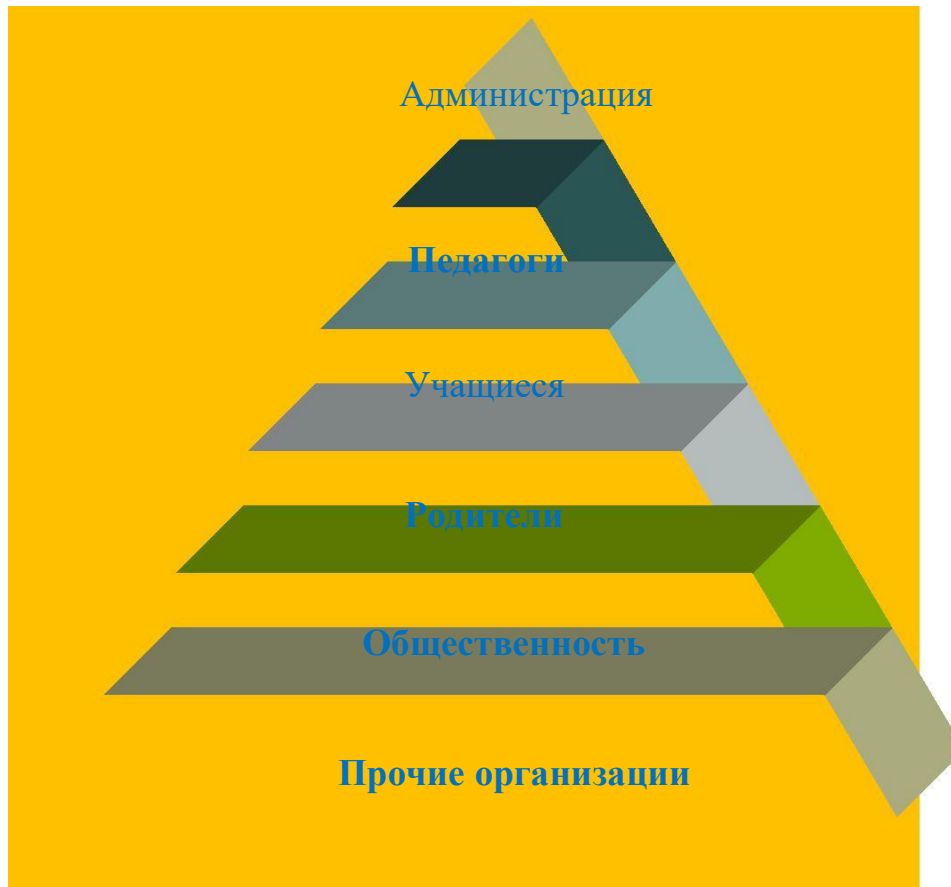 Администрация
Педагоги
Учащиеся
Родители
Общественность
Прочие организации